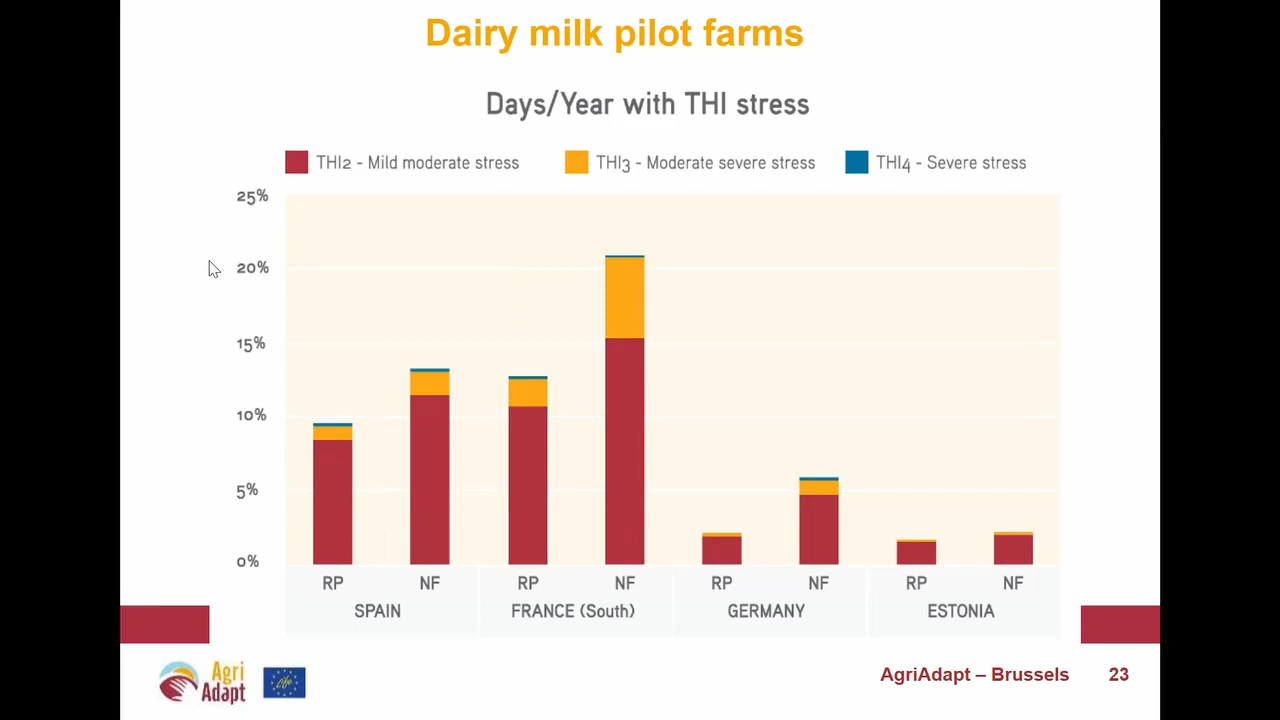 Dairy milk pilot farms
Days/Year with THI stress
THI2 - Mild moderate stress THI3 - Moderate severe stress THI4 - Severe stress
25%
20%
15%
10%
5%
0%
RP NF RP NF RP NF RP NF
SPAIN FRANCE (South) GERMANY ESTONIA
Agri
Adapt
Life
AgriAdapt – Brussels 23